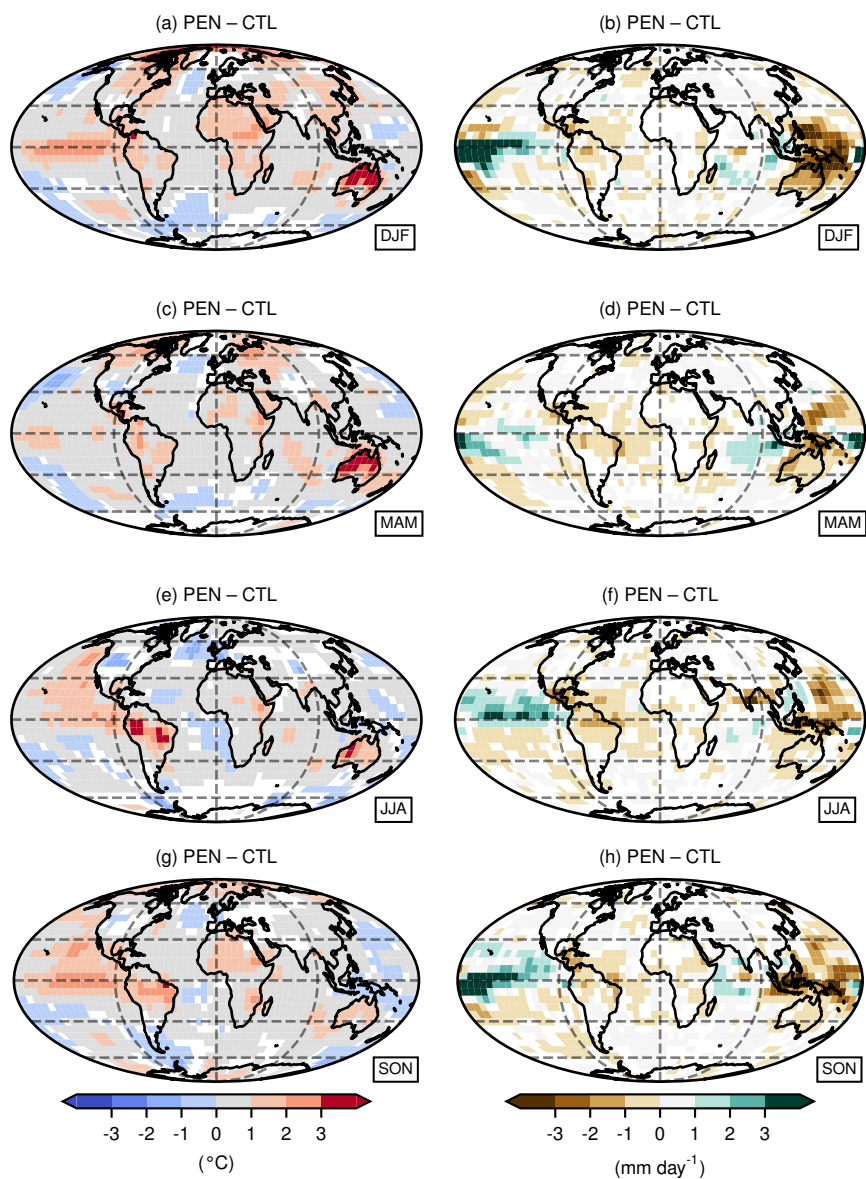 (a) PEN – CTL
(b) PEN – CTL
DJF
DJF
(c) PEN – CTL
(d) PEN – CTL
MAM
MAM
(e) PEN – CTL
(f) PEN – CTL
JJA
JJA
(g) PEN – CTL
(h) PEN – CTL
SON
SON
-3 -2 -1 0 1 2 3
-3 -2 -1 0 1 2 3
(°C)
(mm day⁻¹)